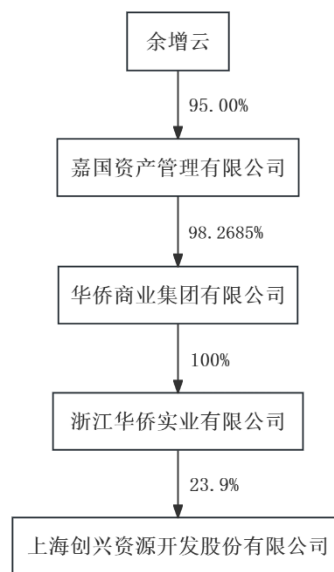 余增云
95.00%
嘉国资产管理有限公司
98.2685%
华侨商业集团有限公司
100%
浙江华侨实业有限公司
23.9%
上海创兴资源开发股份有限公司